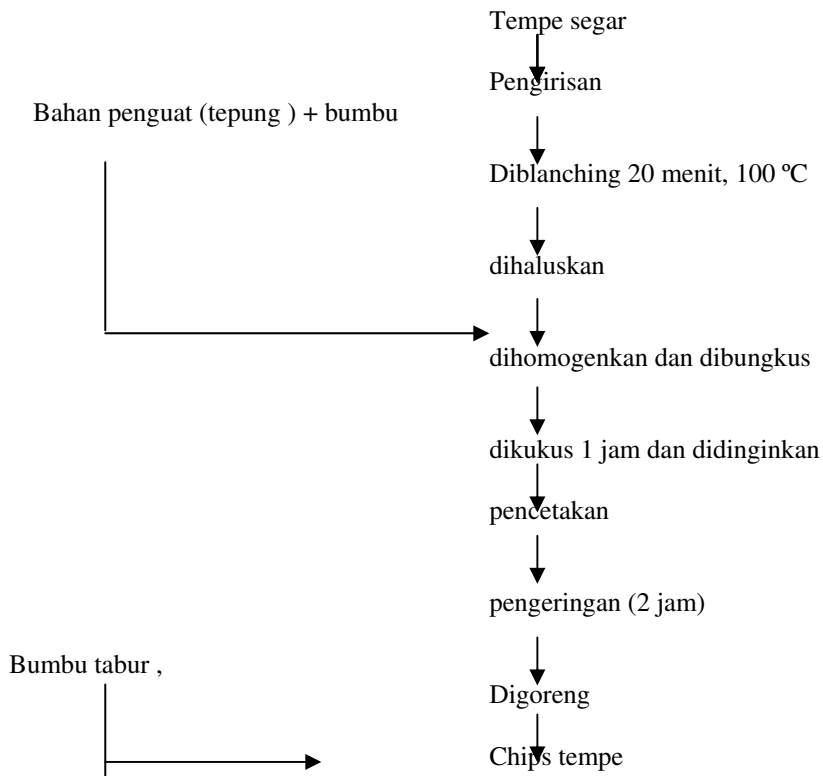 Tempe segar
Pengirisan
Bahan penguat (tepung ) + bumbu
Diblanching 20 menit, 100 ºC
dihaluskan
dihomogenkan dan dibungkus
dikukus 1 jam dan didinginkan
pencetakan
pengeringan (2 jam)
Bumbu tabur ,
Digoreng
Chips tempe